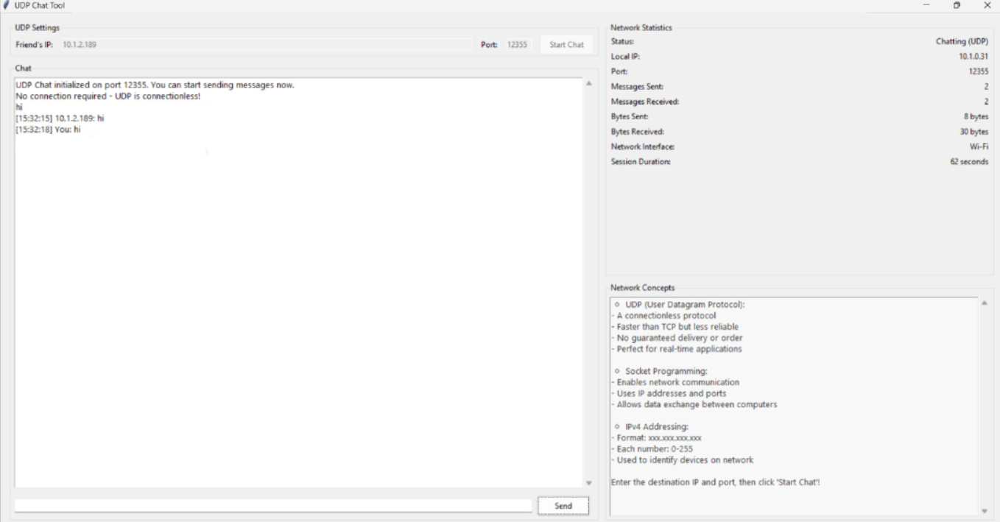 UDP Chat Tool
UDP Settings
Friend's IP: 10.1.2.189 Port: 12355 Start Chat
Chat
UDP Chat initialized on port 12355. You can start sending messages now.
No connection required - UDP is connectionless!
hi
[15:32:15] 10.1.2.189: hi
[15:32:18] You: hi
Send
Network Statistics
Status: Chatting (UDP)
Local IP: 10.1.0.31
Port: 12355
Messages Sent: 2
Messages Received: 2
Bytes Sent: 8 bytes
Bytes Received: 30 bytes
Network Interface: Wi-Fi
Session Duration: 62 seconds
Network Concepts
○ UDP (User Datagram Protocol):
- A connectionless protocol
- Faster than TCP but less reliable
- No guaranteed delivery or order
- Perfect for real-time applications
○ Socket Programming:
- Enables network communication
- Uses IP addresses and ports
- Allows data exchange between computers
○ IPv4 Addressing:
- Format: xxx.xxx.xxx.xxx
- Each number: 0-255
- Used to identify devices on network
Enter the destination IP and port, then click 'Start Chat'!